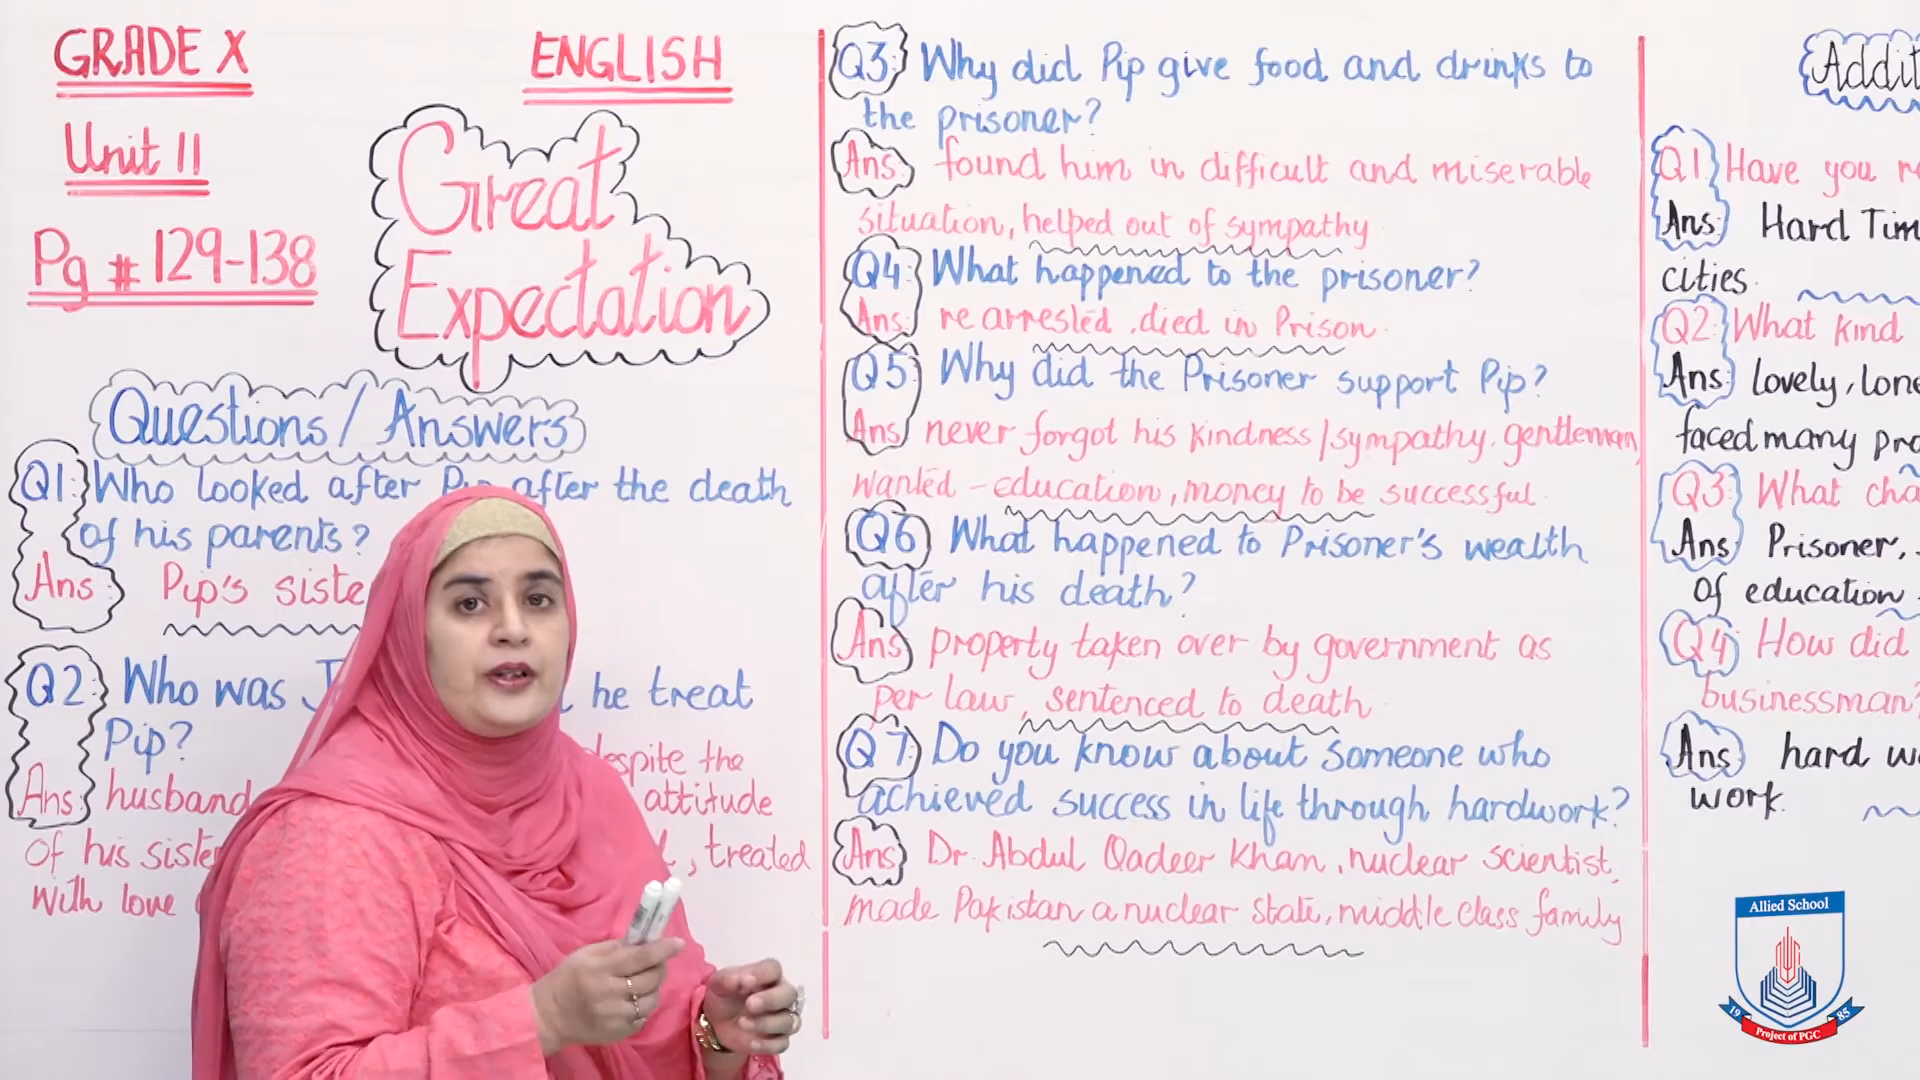 GRADE X
ENGLISH
Unit 11
Pg # 129-138
Great
Expectation
Questions/Answers
Q1: Who looked after Pip after the death
of his parents?
Ans: Pip's siste
Q2: Who was J he treat
Pip?
espite the
Ans: husband attitude
of his sister , treated
with love
Q3: Why did Pip give food and drinks to
the prisoner?
Ans: found him in difficult and miserable
situation, helped out of sympathy
Q4: What happened to the prisoner?
Ans: re arrested, died in Prison.
Q5: Why did the Prisoner support Pip?
Ans: never forgot his kindness/sympathy. gentleman,
wanted - education, money to be successful.
Q6: What happened to Prisoner's wealth
after his death?
Ans: property taken over by government as
per law, sentenced to death
Q7: Do you know about someone who
achieved success in life through hardwork?
Ans: Dr. Abdul Qadeer Kham, nuclear scientist,
made Pakistan a nuclear state, middle class family
Addit
Q1: Have you r
Ans: Hard Tim
cities.
Q2: What kind
Ans: lovely, lone
faced many pro
Q3: What cha
Ans: Prisoner,
of education
Q4: How did
businessman?
Ans: hard w
work.
Allied School
19 85
Project of PGC